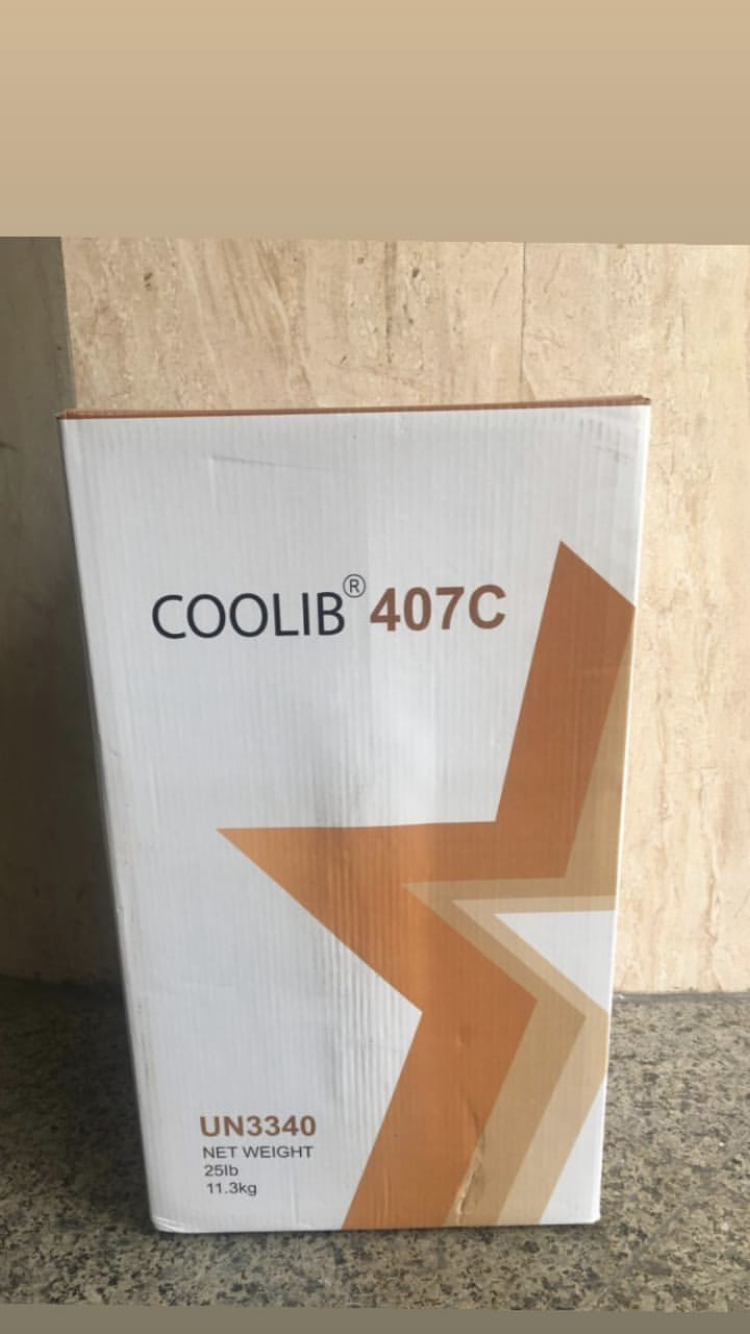 COOLIB® 407C
UN3340
NET WEIGHT
25lb
11.3kg